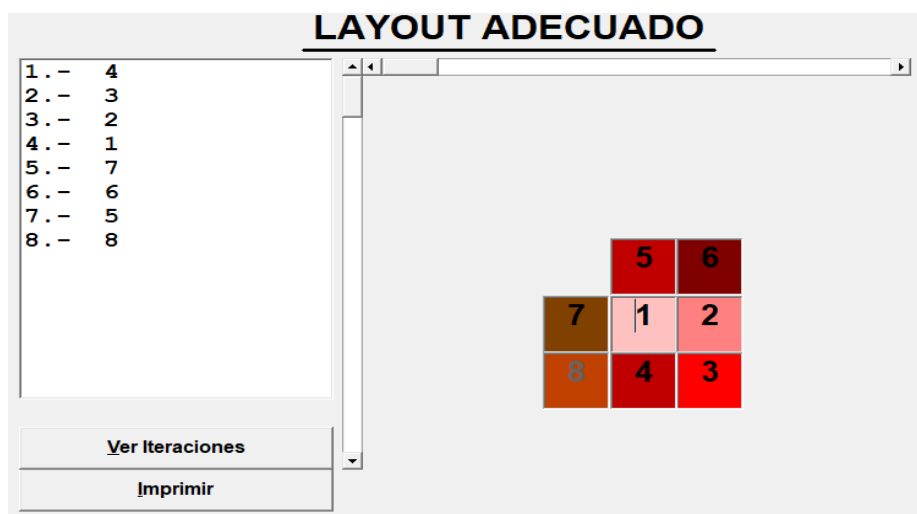 LAYOUT ADECUADO
1.- 4
2.- 3
3.- 2
4.- 1
5.- 7
6.- 6
7.- 5
8.- 8
5 6
7 1 2
8 4 3
Ver Iteraciones
Imprimir